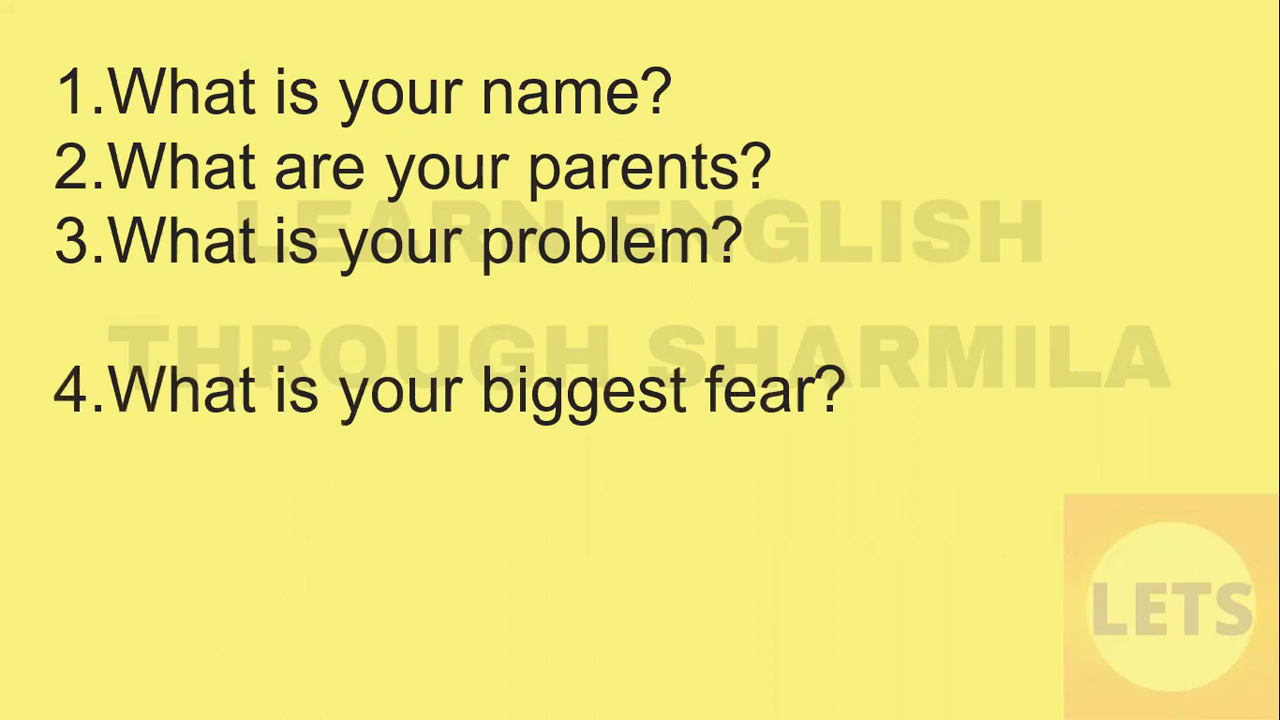 1.What is your name?
2.What are your parents?
3.What is your problem?
4.What is your biggest fear?
LEARN ENGLISH
THROUGH SHARMILA
LETS